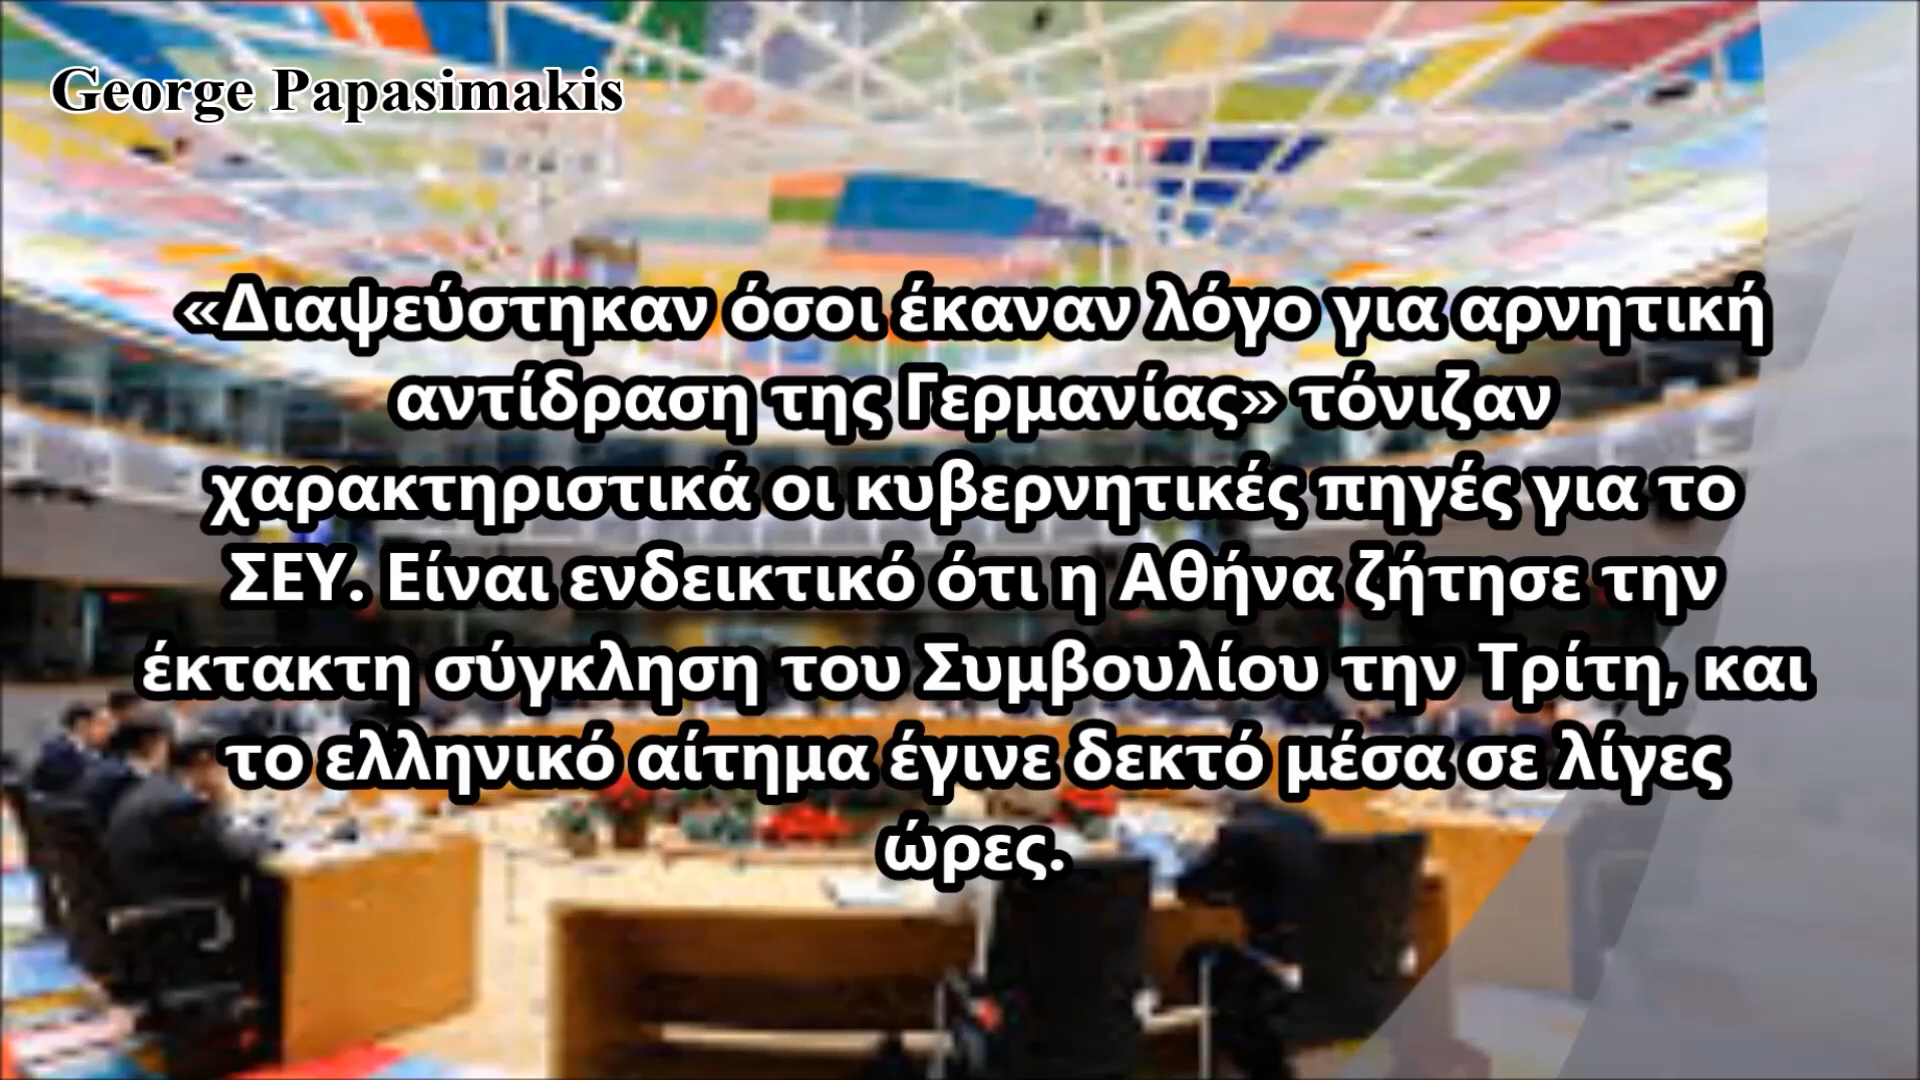 George Papasimakis
«Διαψεύστηκαν όσοι έκαναν λόγο για αρνητική
αντίδραση της Γερμανίας» τόνιζαν
χαρακτηριστικά οι κυβερνητικές πηγές για το
ΣΕΥ. Είναι ενδεικτικό ότι η Αθήνα ζήτησε την
έκτακτη σύγκληση του Συμβουλίου την Τρίτη, και
το ελληνικό αίτημα έγινε δεκτό μέσα σε λίγες
ώρες.